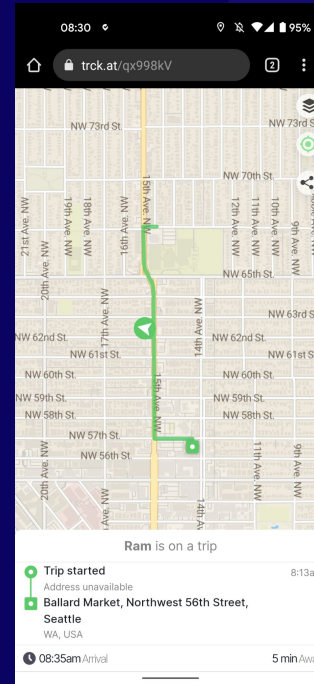 08:30
95%
trck.at/qx998kV
2
NW 73rd St.
NW 73rd S
NW 70th St.
15th Ave. NW
21st Ave. NW
19th Ave. NW
18th Ave. NW
16th Ave. NW
12th Ave. NW
11th Ave. NW
10th Ave. NW
9th Ave. NW
20th Ave. NW
NW 65th St.
17th Ave. NW
14th Ave. NW
NW 63rd S
NW 62nd St.
NW 62nd St.
NW 61st St.
NW 61st S
NW 60th St.
NW 60th St.
15th Ave. NW
NW 59th St.
NW 59th St.
NW 58th St.
NW 58th St.
NW 57th St.
NW 56th St.
20th Ave. NW
Ave. NW
14th Av
11th Ave. NW
9th Ave. NW
Ram is on a trip
Trip started
8:13a
Address unavailable
Ballard Market, Northwest 56th Street,
Seattle
WA, USA
08:35am Arrival
5 min Awa